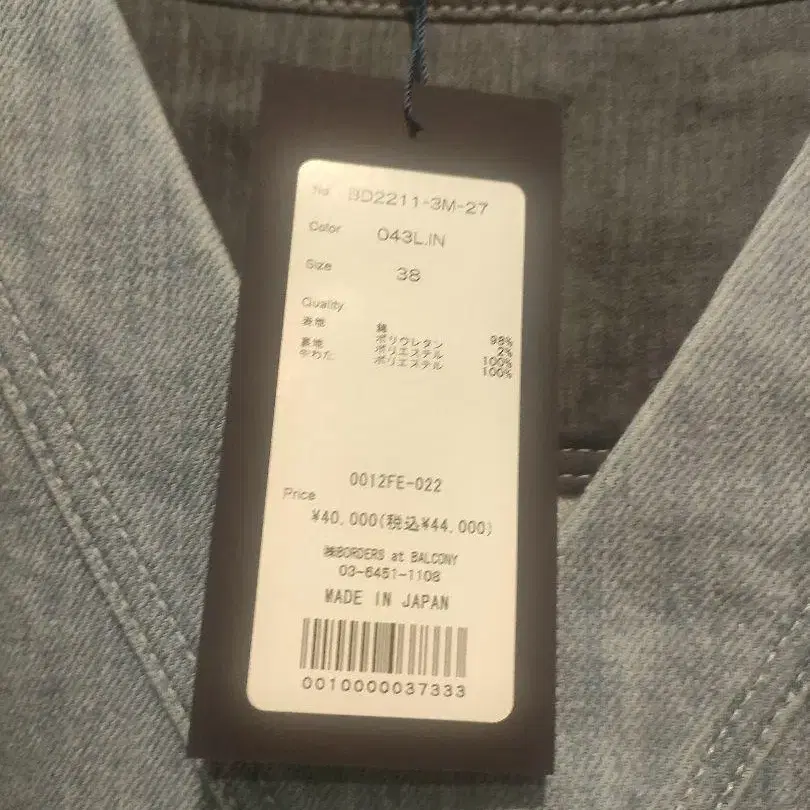 No. BD2211-3M-27
Color 043L.IN
Size 38
Quality
表地 綿 98%
ポリウレタン 2%
裏地 ポリエステル 100%
中わた ポリエステル 100%
0012FE-022
Price
¥40,000(税込¥44,000)
㈱BORDERS at BALCONY
03-6451-1108
MADE IN JAPAN
0010000037333